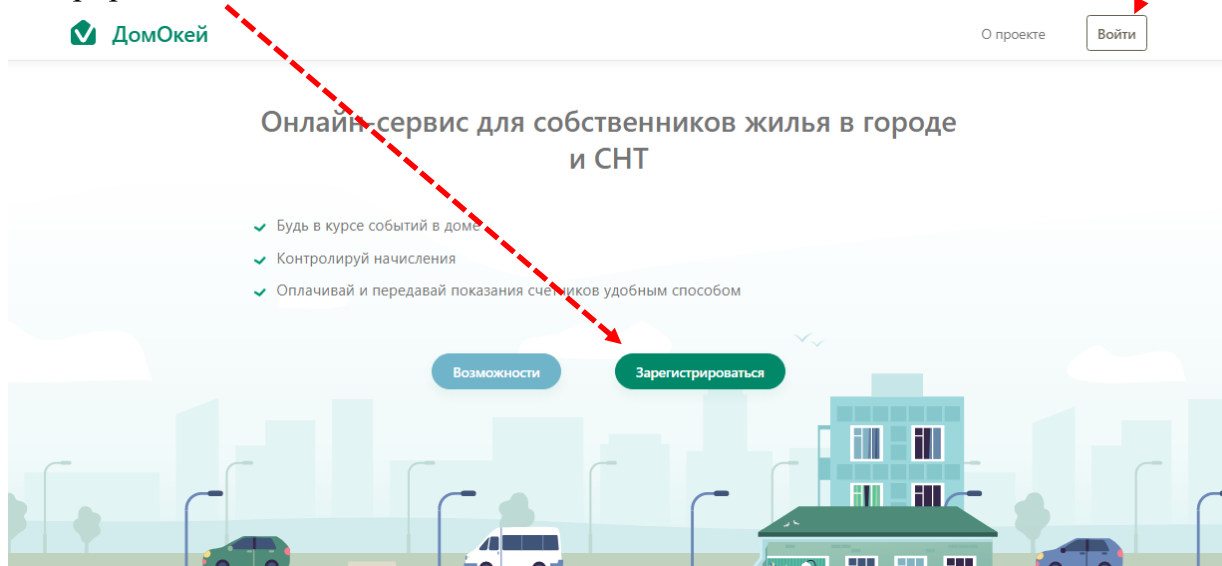 ДомОкей
О проекте
Войти
Онлайн-сервис для собственников жилья в городе
и СНТ
Будь в курсе событий в доме
Контролируй начисления
Оплачивай и передавай показания счетчиков удобным способом
Возможности
Зарегистрироваться